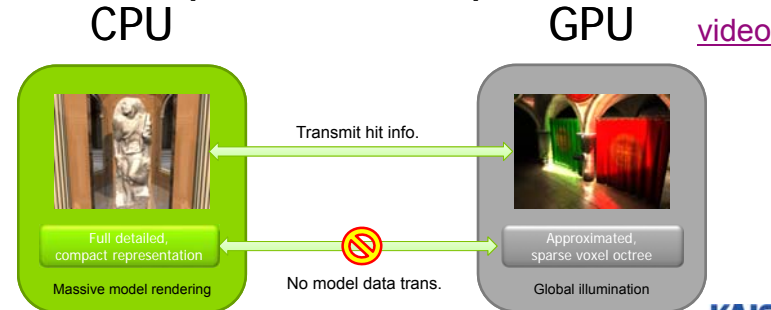 CPU
GPU
video
Transmit hit info.
Full detailed,
compact representation
Approximated,
sparse voxel octree
Massive model rendering
No model data trans.
Global illumination